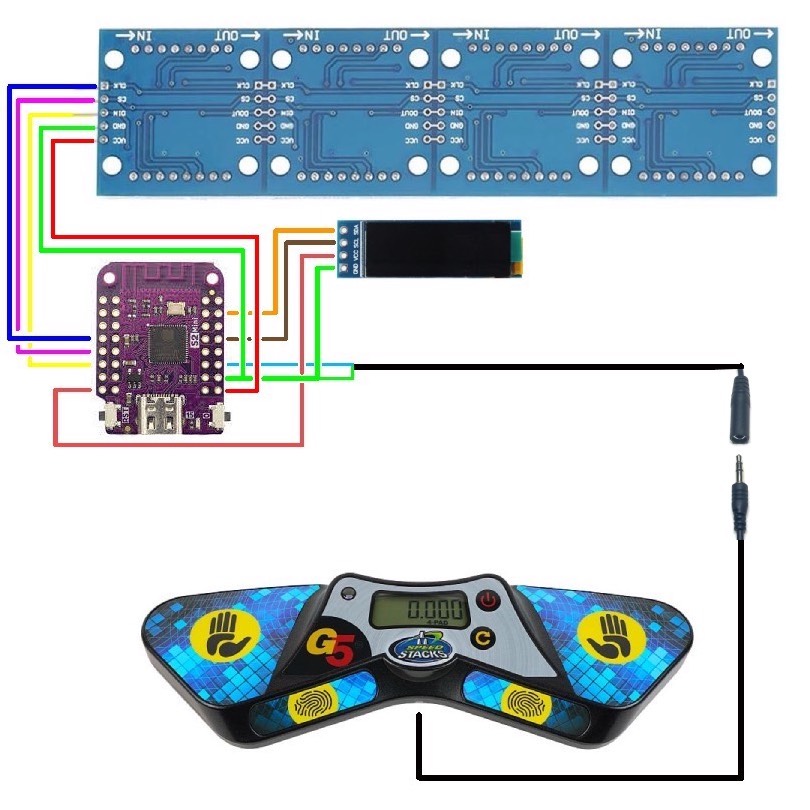 IN OUT IN OUT IN OUT IN OUT
CLK CLK CLK CLK CLK CLK CLK CLK
CS CS CS CS CS CS CS CS
DIN DOUT DIN DOUT DIN DOUT DIN DOUT
GND GND GND GND GND GND GND GND
VCC VCC VCC VCC VCC VCC VCC VCC
GND VCC SCL SDA
S2 Mini
RST
0
0.000
4-PAD
G5
SPEED
STACKS